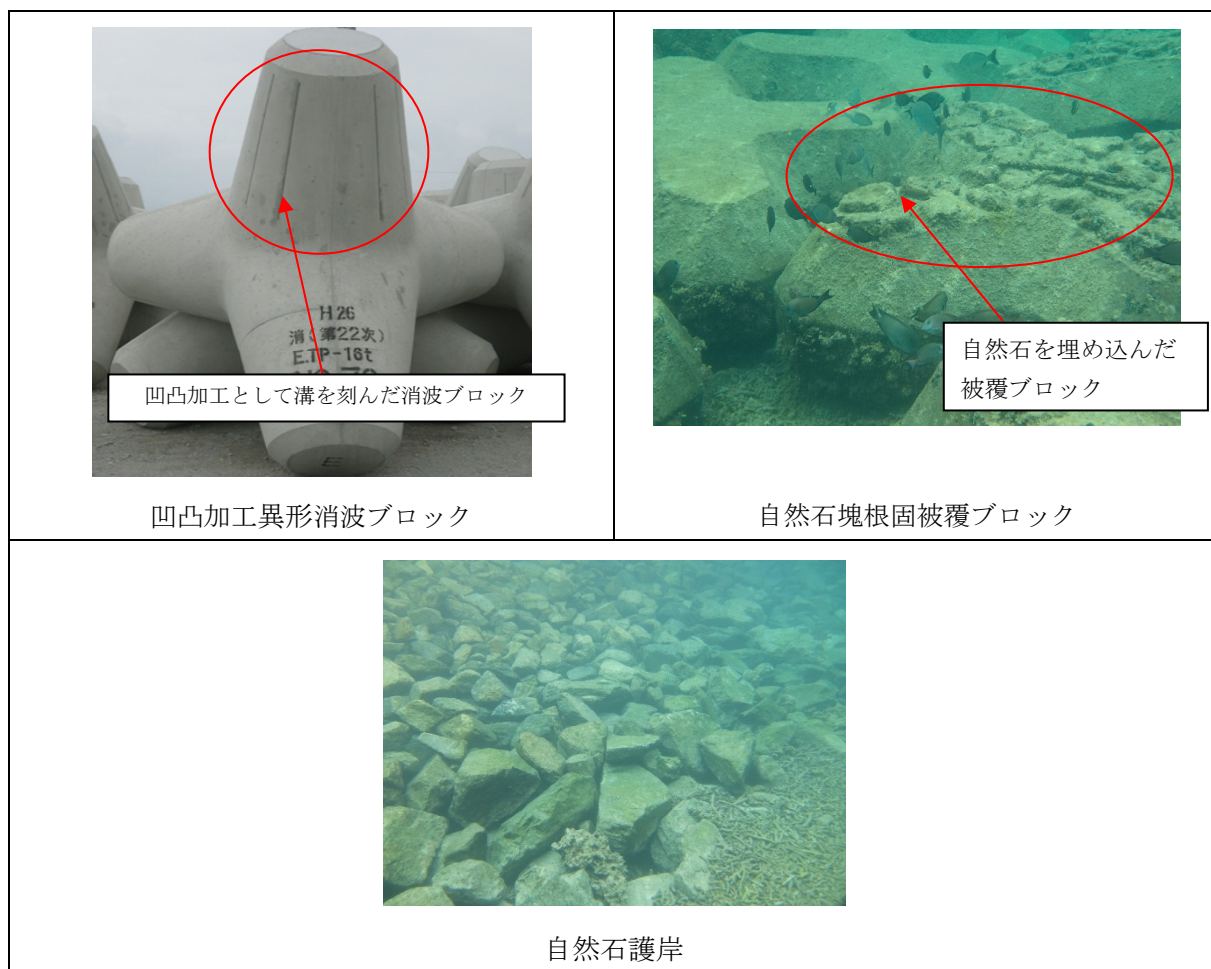 H26
消(第22次)
E.TP-16t
凹凸加工として溝を刻んだ消波ブロック
E
凹凸加工異形消波ブロック
自然石を埋め込んだ
被覆ブロック
自然石塊根固被覆ブロック
自然石護岸